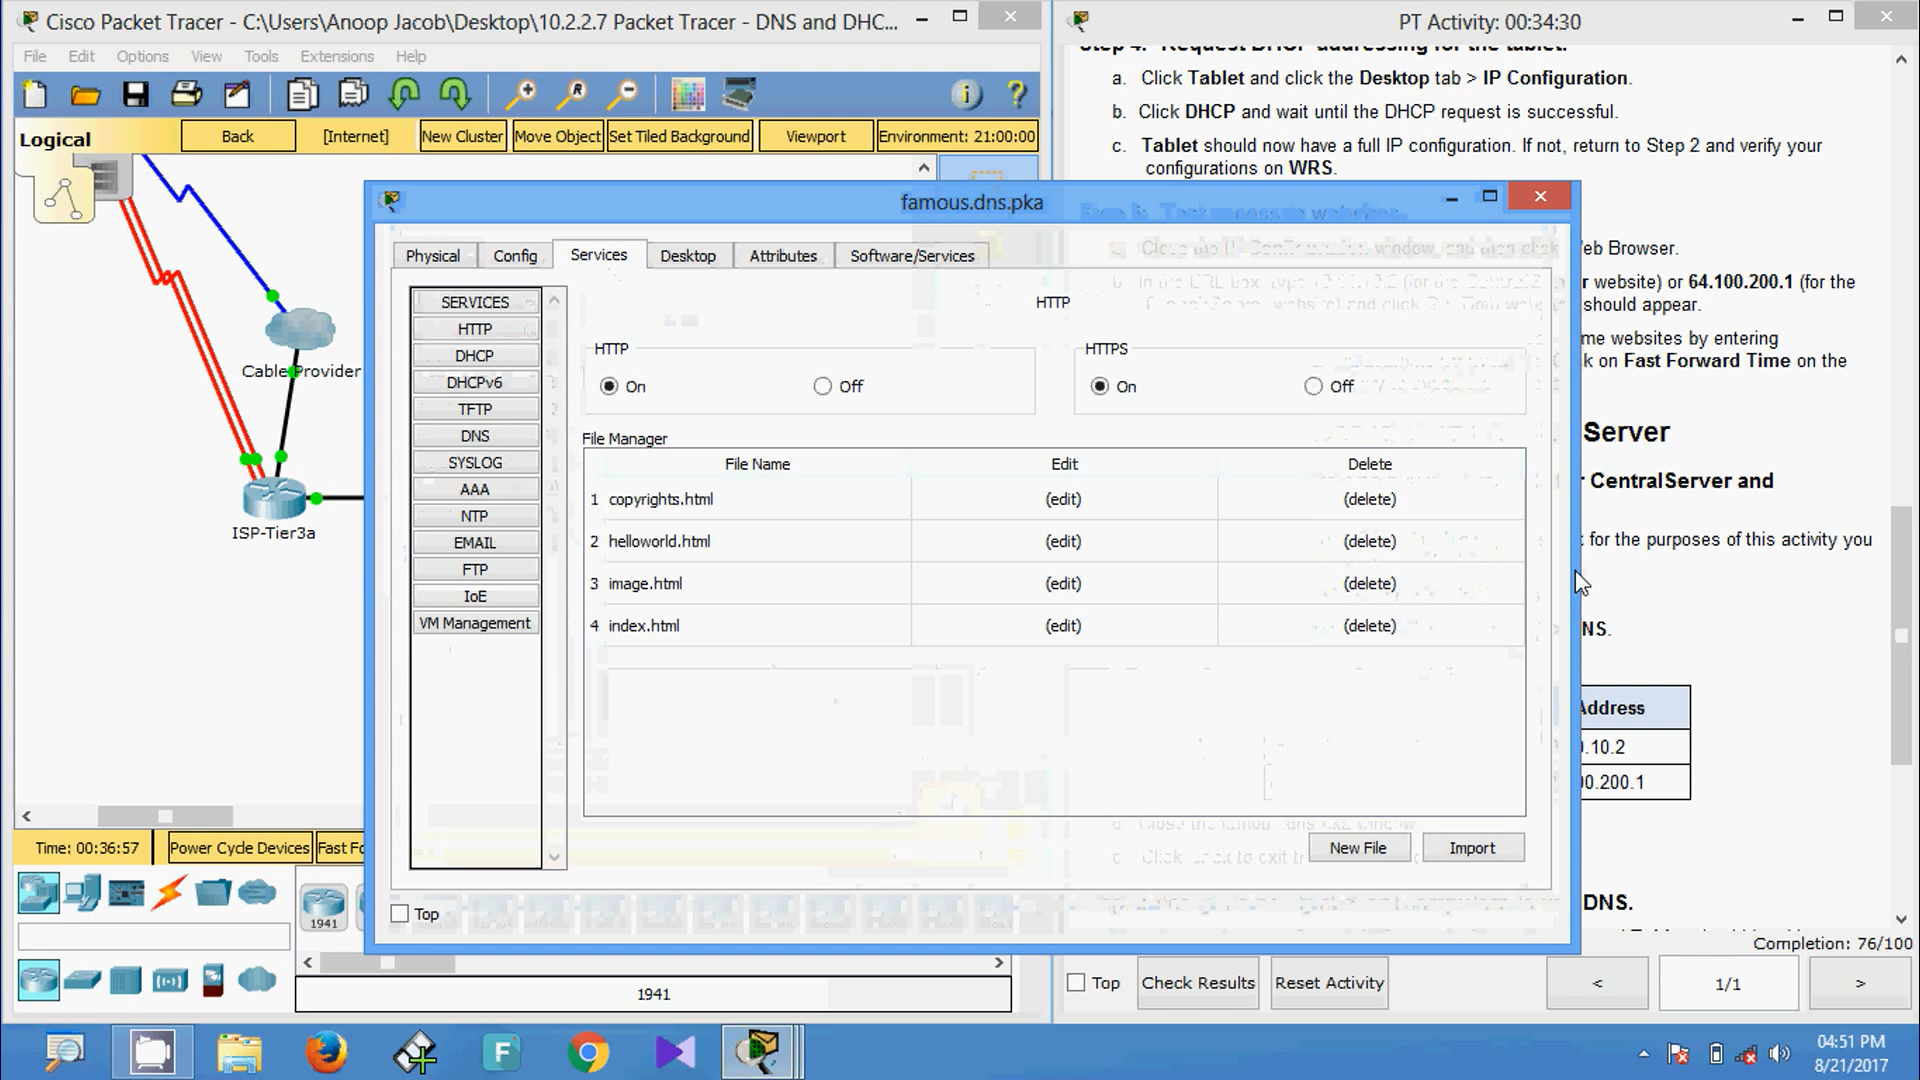 Cisco Packet Tracer - C:\Users\Anoop Jacob\Desktop\10.2.2.7 Packet Tracer - DNS and DHC...
File Edit Options View Tools Extensions Help
Logical
Back
[Internet]
New Cluster
Move Object
Set Tiled Background
Viewport
Environment: 21:00:00
Cable Provider
ISP-Tier3a
Time: 00:36:57
Power Cycle Devices
Fast Fo
1941
1941
famous.dns.pka
Physical
Config
Services
Desktop
Attributes
Software/Services
SERVICES
HTTP
DHCP
DHCPv6
TFTP
DNS
SYSLOG
AAA
NTP
EMAIL
FTP
IoE
VM Management
HTTP
HTTP
On
Off
HTTPS
On
Off
File Manager
File Name Edit Delete
1 copyrights.html (edit) (delete)
2 helloworld.html (edit) (delete)
3 image.html (edit) (delete)
4 index.html (edit) (delete)
New File
Import
Top
PT Activity: 00:34:30
Step 4: Request DHCP addressing for the tablet.
a. Click Tablet and click the Desktop tab > IP Configuration.
b. Click DHCP and wait until the DHCP request is successful.
c. Tablet should now have a full IP configuration. If not, return to Step 2 and verify your
configurations on WRS.
eb Browser.
r website) or 64.100.200.1 (for the
should appear.
me websites by entering
k on Fast Forward Time on the
Server
r CentralServer and
for the purposes of this activity you
NS.
Address
.10.2
00.200.1
DNS.
Completion: 76/100
Top
Check Results
Reset Activity
<
1/1
>
04:51 PM
8/21/2017